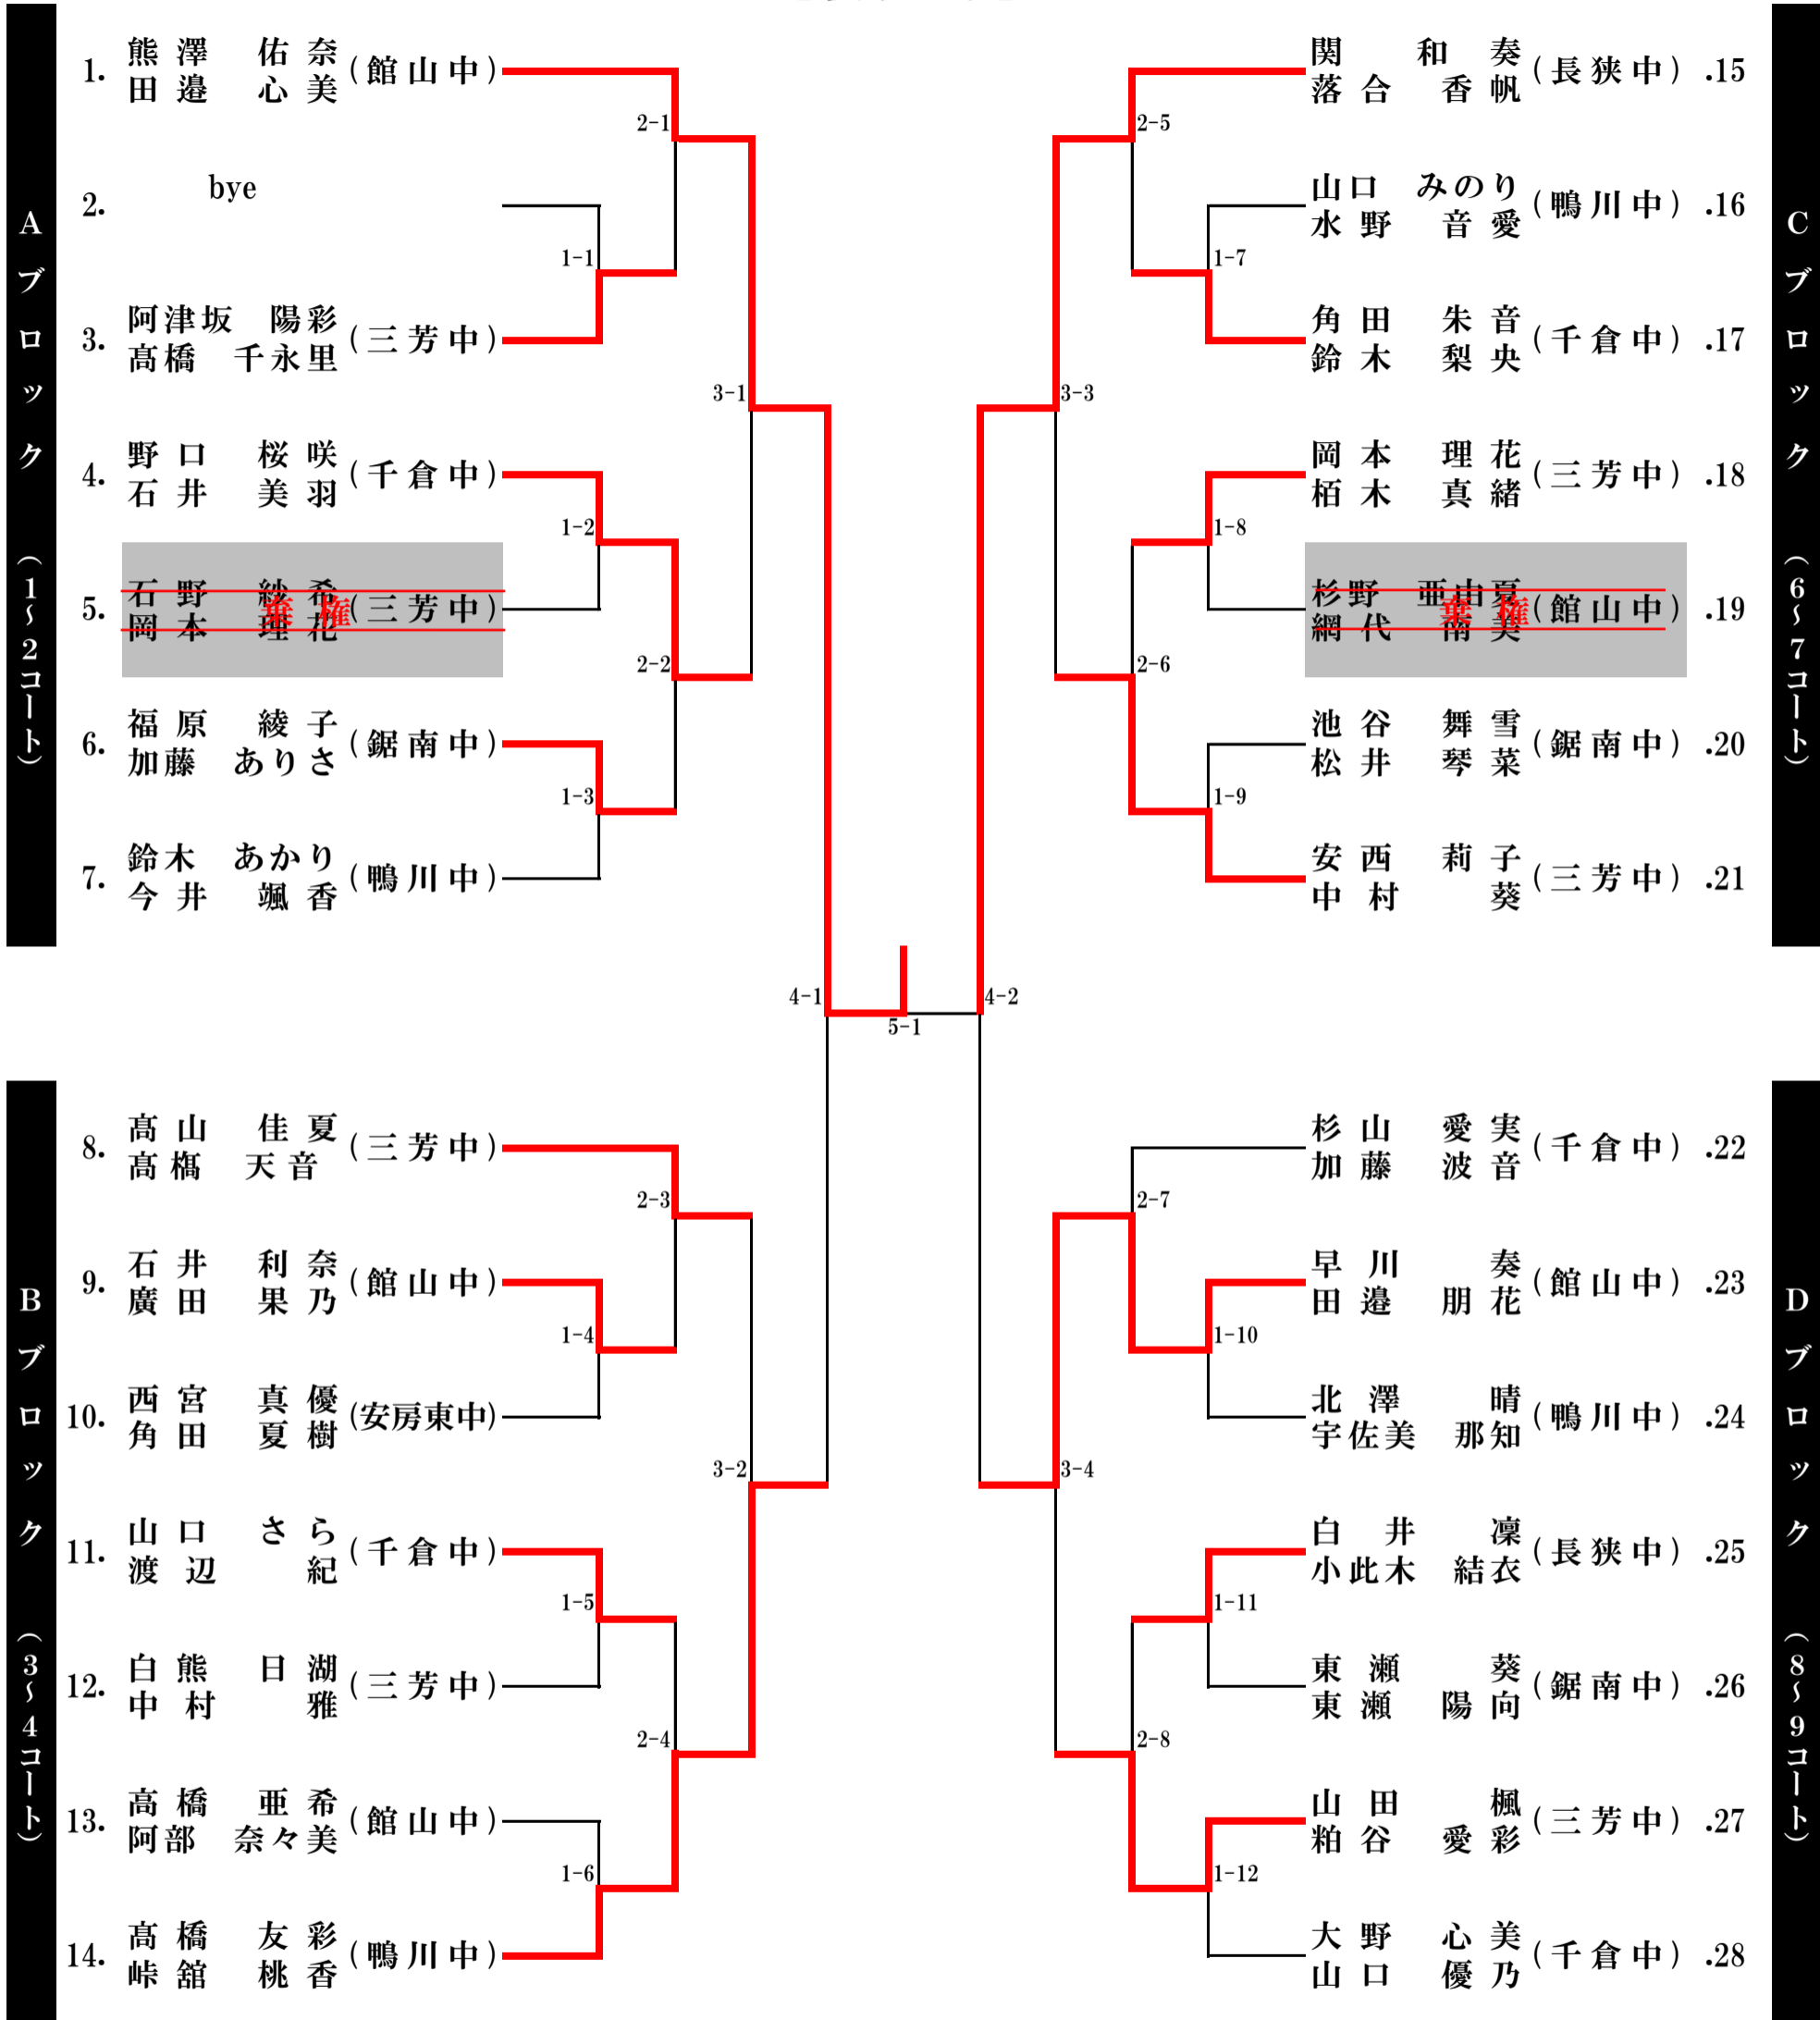 Aブロック (1~2コート)
1. 熊澤 佑奈
田邉 心美 (館山中)
2. bye
3. 阿津坂 陽彩
髙橋 千永里 (三芳中)
4. 野口 桜咲
石井 美羽 (千倉中)
5. 石野 紗希
岡本 理花 (三芳中)
棄権
6. 福原 綾子
加藤 ありさ (鋸南中)
7. 鈴木 あかり
今井 颯香 (鴨川中)
2-1
1-1
3-1
1-2
2-2
1-3
Bブロック (3~4コート)
8. 髙山 佳夏
髙槗 天音 (三芳中)
9. 石井 利奈
廣田 果乃 (館山中)
10. 西宮 真優
角田 夏樹 (安房東中)
11. 山口 さら
渡辺 紀 (千倉中)
12. 白熊 日湖
中村 雅 (三芳中)
13. 高橋 亜希
阿部 奈々美 (館山中)
14. 髙橋 友彩
峠舘 桃香 (鴨川中)
2-3
1-4
3-2
1-5
2-4
1-6
4-1
5-1
4-2
Cブロック (6~7コート)
関 和奏
落合 香帆 (長狭中) .15
山口 みのり
水野 音愛 (鴨川中) .16
角田 朱音
鈴木 梨央 (千倉中) .17
岡本 理花
栢木 真緒 (三芳中) .18
杉野 亜由夏
網代 南美 (館山中) .19
棄権
池谷 舞雪
松井 琴菜 (鋸南中) .20
安西 莉子
中村 葵 (三芳中) .21
2-5
1-7
3-3
1-8
2-6
1-9
Dブロック (8~9コート)
杉山 愛実
加藤 波音 (千倉中) .22
早川 奏
田邉 朋花 (館山中) .23
北澤 晴
宇佐美 那知 (鴨川中) .24
白井 凜
小此木 結衣 (長狭中) .25
東瀬 葵
東瀬 陽向 (鋸南中) .26
山田 楓
粕谷 愛彩 (三芳中) .27
大野 心美
山口 優乃 (千倉中) .28
2-7
1-10
3-4
1-11
2-8
1-12